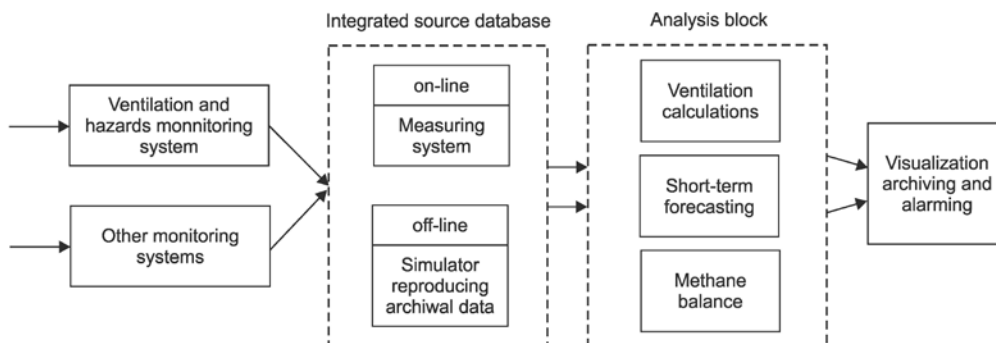 Integrated source database
Analysis block
Ventilation and
hazards monnitoring
system
Other monitoring
systems
on-line
Measuring
system
off-line
Simulator
reproducing
archiwal data
Ventilation
calculations
Short-term
forecasting
Methane
balance
Visualization
archiving and
alarming